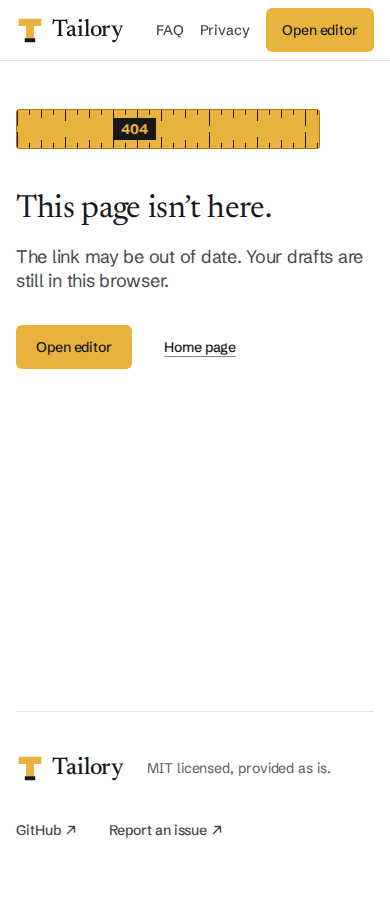 Tailory FAQ Privacy Open editor
404
This page isn’t here.
The link may be out of date. Your drafts are
still in this browser.
Open editor Home page
Tailory MIT licensed, provided as is.
GitHub ↗ Report an issue ↗